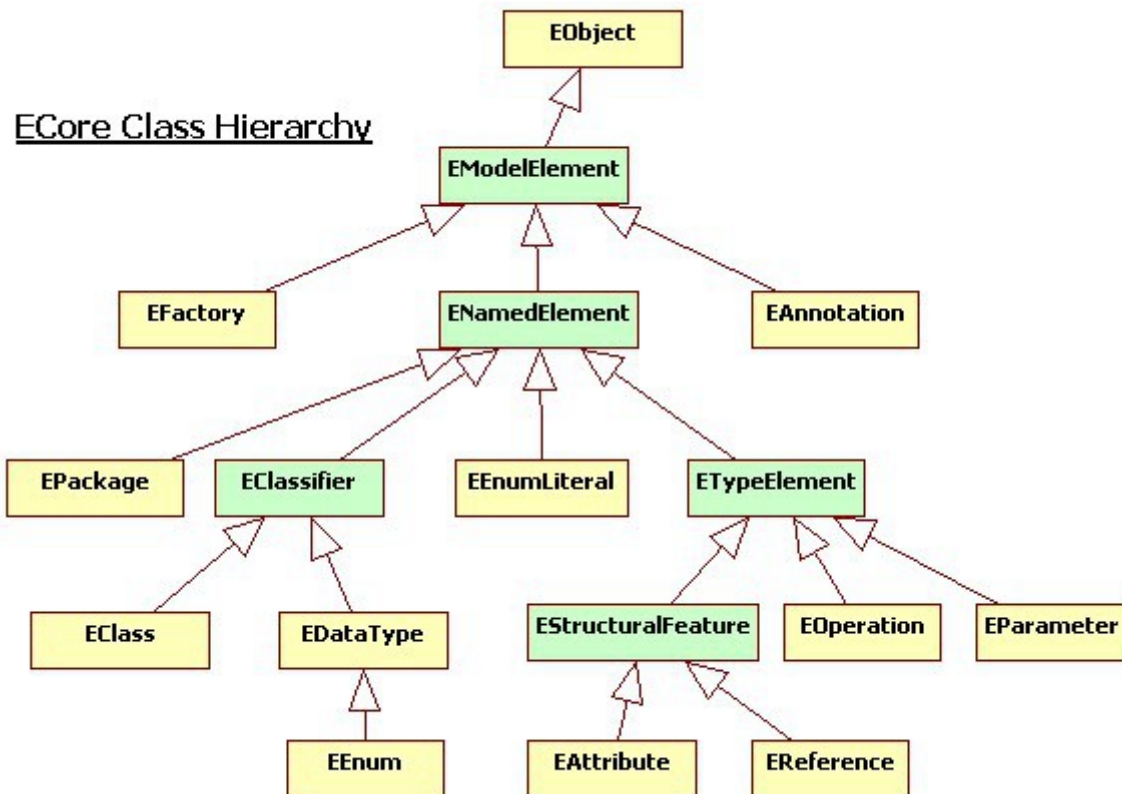 EObject
ECore Class Hierarchy
EModelElement
EFactory
ENamedElement
EAnnotation
EPackage
EClassifier
EEnumLiteral
ETypeElement
EClass
EDataType
EStructuralFeature
EOperation
EParameter
EEnum
EAttribute
EReference